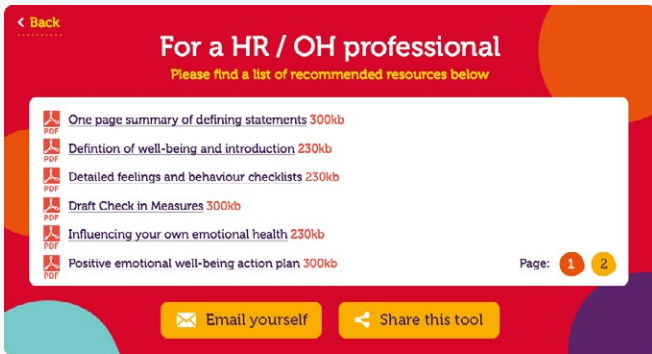 < Back
For a HR / OH professional
Please find a list of recommended resources below
PDF One page summary of defining statements 300kb
PDF Defintion of well-being and introduction 230kb
PDF Detailed feelings and behaviour checklists 230kb
PDF Draft Check in Measures 300kb
PDF Influencing your own emotional health 230kb
PDF Positive emotional well-being action plan 300kb
Page: 1 2
Email yourself
Share this tool